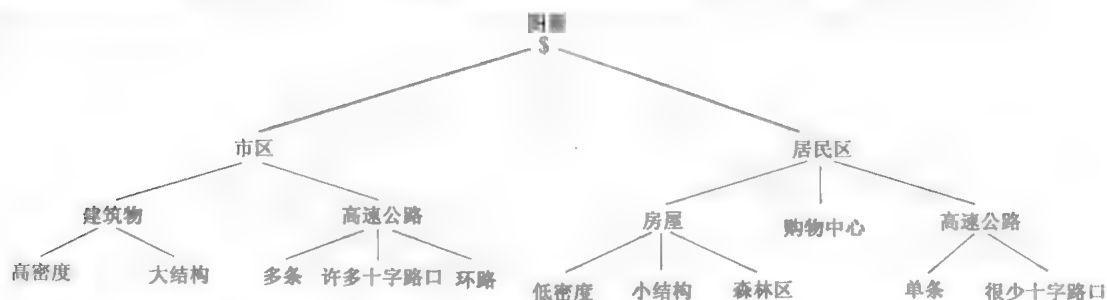 $
市区 居民区
建筑物 高速公路 房屋 购物中心 高速公路
高密度 大结构 多条 许多十字路口 环路 低密度 小结构 森林区 单条 很少十字路口